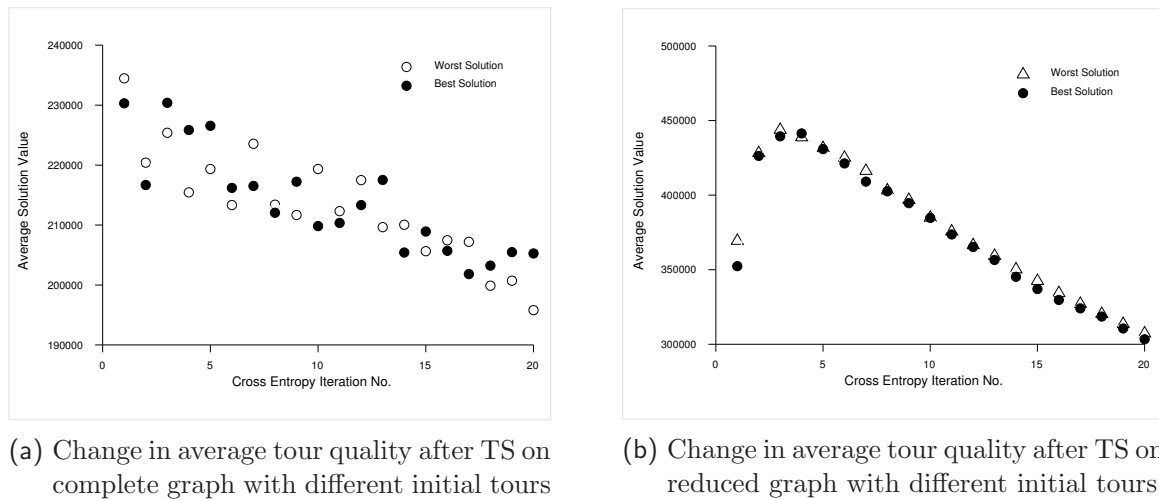 240000
230000
220000
210000
200000
190000
Average Solution Value
Worst Solution
Best Solution
0 5 10 15 20
Cross Entropy Iteration No.
(a) Change in average tour quality after TS on
complete graph with different initial tours
500000
450000
400000
350000
300000
Average Solution Value
Worst Solution
Best Solution
0 5 10 15 20
Cross Entropy Iteration No.
(b) Change in average tour quality after TS on
reduced graph with different initial tours